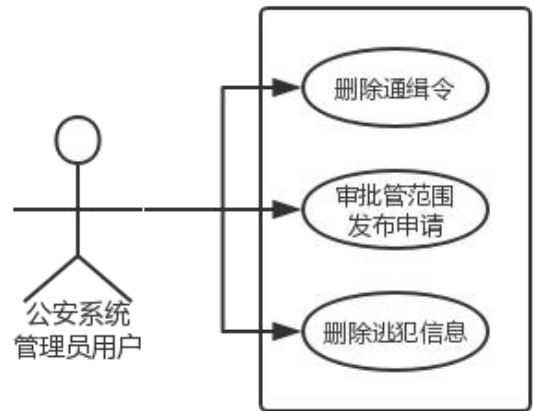 删除通缉令
审批管范围
发布申请
公安系统
管理员用户
删除逃犯信息